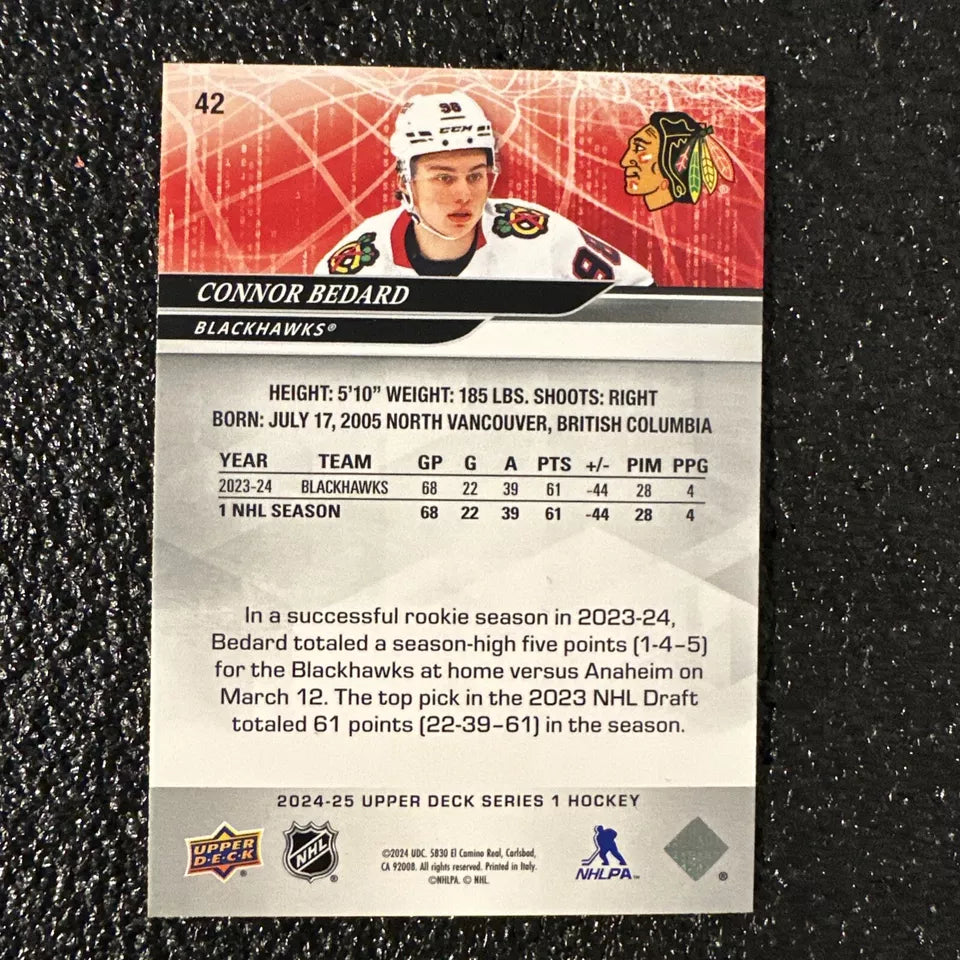 42
98
CCM
98
CONNOR BEDARD
BLACKHAWKS®
HEIGHT: 5'10" WEIGHT: 185 LBS. SHOOTS: RIGHT
BORN: JULY 17, 2005 NORTH VANCOUVER, BRITISH COLUMBIA
YEAR TEAM GP G A PTS +/- PIM PPG
2023-24 BLACKHAWKS 68 22 39 61 -44 28 4
1 NHL SEASON 68 22 39 61 -44 28 4
In a successful rookie season in 2023-24,
Bedard totaled a season-high five points (1-4–5)
for the Blackhawks at home versus Anaheim on
March 12. The top pick in the 2023 NHL Draft
totaled 61 points (22-39–61) in the season.
2024-25 UPPER DECK SERIES 1 HOCKEY
UPPER DECK
NHL
©2024 UDC. 5830 El Camino Real, Carlsbad,
CA 92008. All rights reserved. Printed in Italy.
©NHLPA. © NHL.
NHLPA™